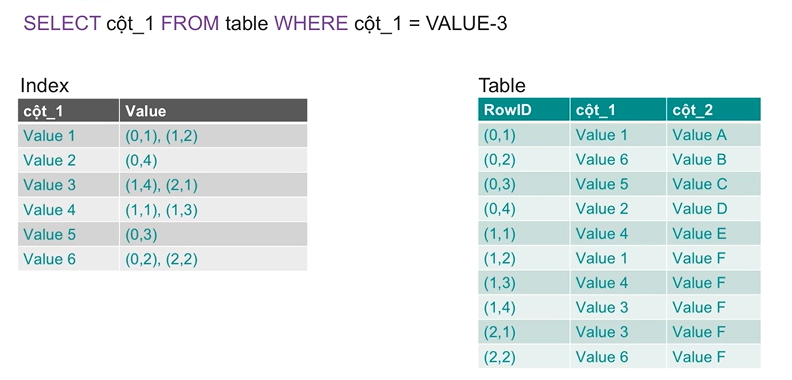 SELECT cột_1 FROM table WHERE cột_1 = VALUE-3
Index
cột_1 Value
Value 1 (0,1), (1,2)
Value 2 (0,4)
Value 3 (1,4), (2,1)
Value 4 (1,1), (1,3)
Value 5 (0,3)
Value 6 (0,2), (2,2)
Table
RowID cột_1 cột_2
(0,1) Value 1 Value A
(0,2) Value 6 Value B
(0,3) Value 5 Value C
(0,4) Value 2 Value D
(1,1) Value 4 Value E
(1,2) Value 1 Value F
(1,3) Value 4 Value F
(1,4) Value 3 Value F
(2,1) Value 3 Value F
(2,2) Value 6 Value F